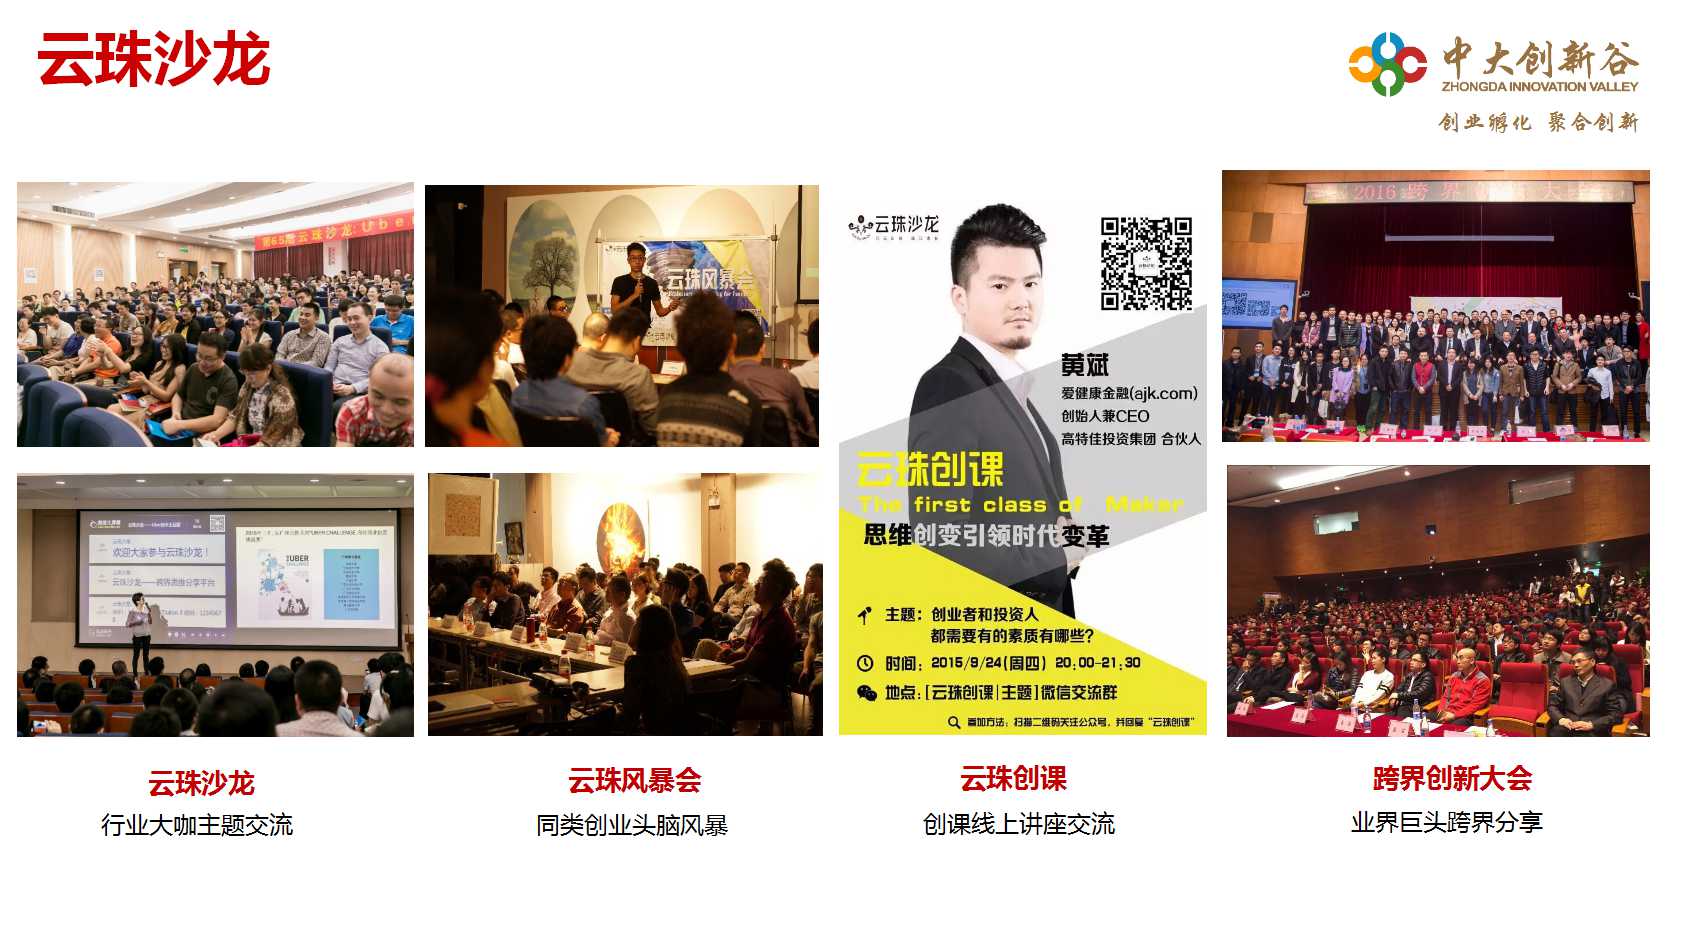 云珠沙龙
中大创新谷
ZHONGDA INNOVATION VALLEY
创业孵化 聚合创新
第65期云珠沙龙:Ube
云珠风暴会
云珠沙龙
黄斌
爱健康金融(ajk.com)
创始人兼CEO
高特佳投资集团 合伙人
云珠创课
The first class of Maker
思维创变引领时代变革
主题：创业者和投资人
都需要有的素质有哪些?
时间：2015/9/24(周四) 20:00-21:30
地点:[云珠创课|主题]微信交流群
参加方法：扫描二维码关注公众号，并回复“云珠创课”
2016跨界创新大会
欢迎大家参与云珠沙龙！
云珠沙龙——跨界思维分享平台
UBER
CHALLENGE
云珠沙龙
行业大咖主题交流
云珠风暴会
同类创业头脑风暴
云珠创课
创课线上讲座交流
跨界创新大会
业界巨头跨界分享